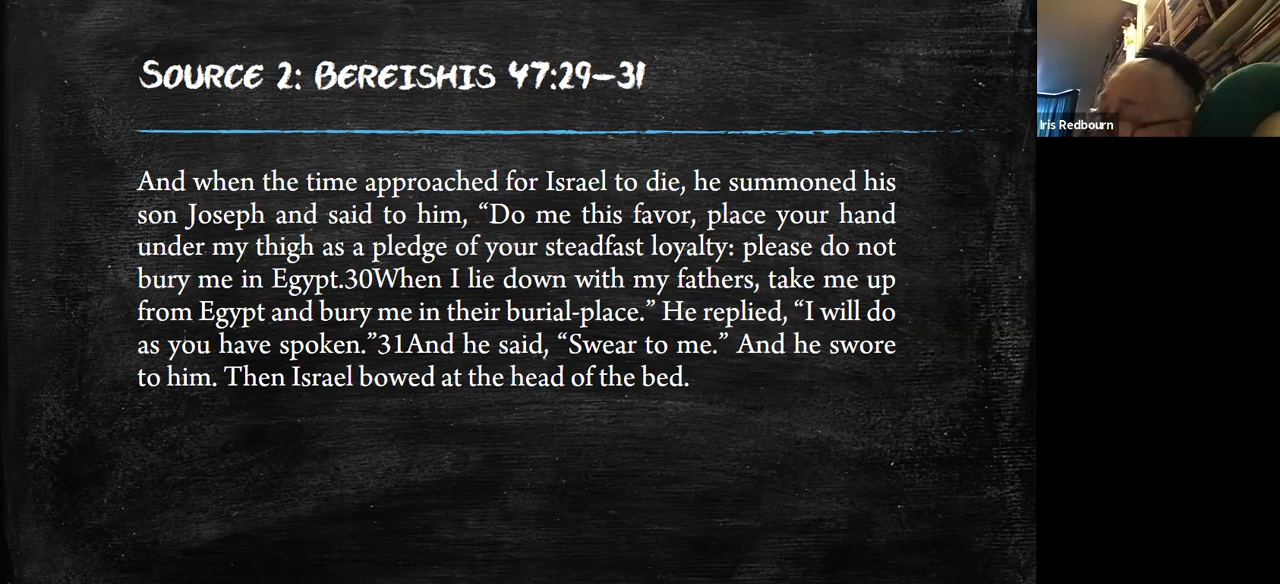 SOURCE 2: BEREISHIS 47:29–31
And when the time approached for Israel to die, he summoned his
son Joseph and said to him, “Do me this favor, place your hand
under my thigh as a pledge of your steadfast loyalty: please do not
bury me in Egypt.30When I lie down with my fathers, take me up
from Egypt and bury me in their burial-place.” He replied, “I will do
as you have spoken.”31And he said, “Swear to me.” And he swore
to him. Then Israel bowed at the head of the bed.
Iris Redbourn